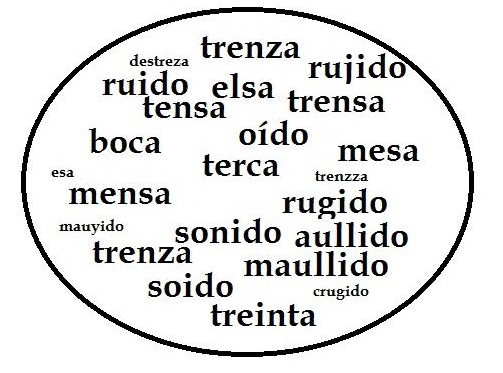 trenza
destreza
rujido
ruido elsa
tensa trensa
boca oído
mesa
terca
esa trenzza
mensa
rugido
mauyido sonido aullido
trenza
maullido
soido
crugido
treinta